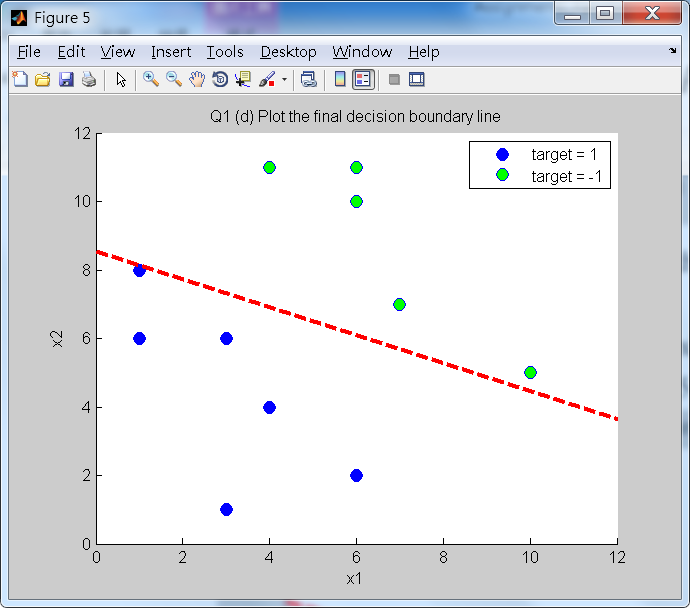 Figure 5
File Edit View Insert Tools Desktop Window Help
Q1 (d) Plot the final decision boundary line
target = 1
target = -1
12
10
8
6
4
2
0
x2
0 2 4 6 8 10 12
x1